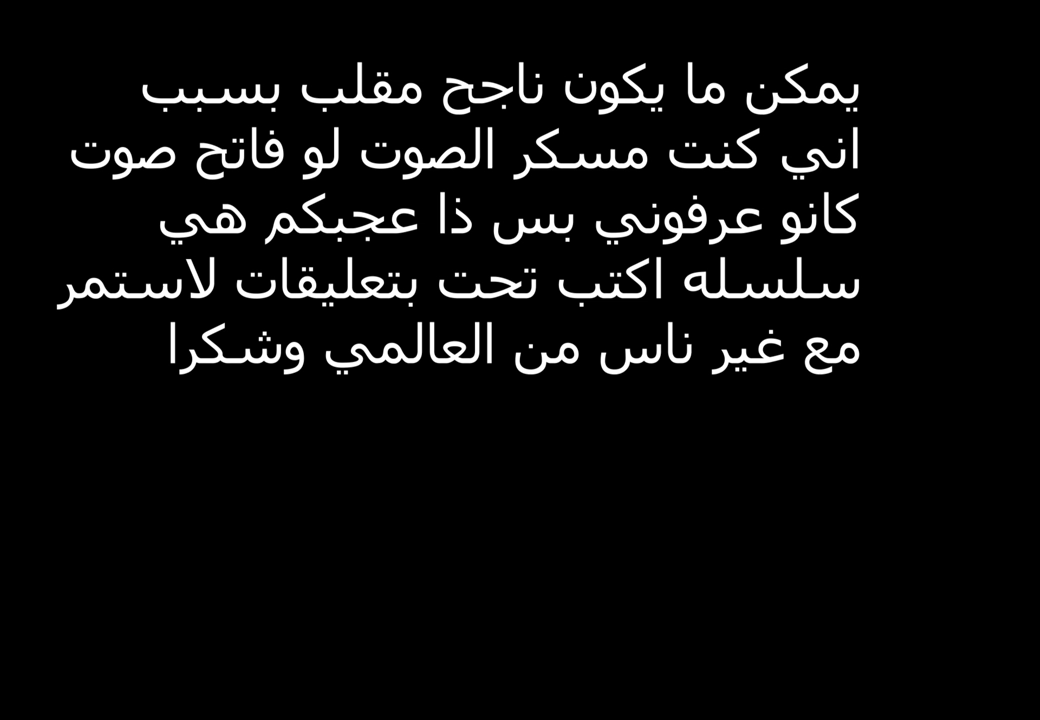 يمكن ما يكون ناجح مقلب بسبب
اني كنت مسكر الصوت لو فاتح صوت
كانو عرفوني بس ذا عجبكم هي
سلسله اكتب تحت بتعليقات لاستمر
مع غير ناس من العالمي وشكرا